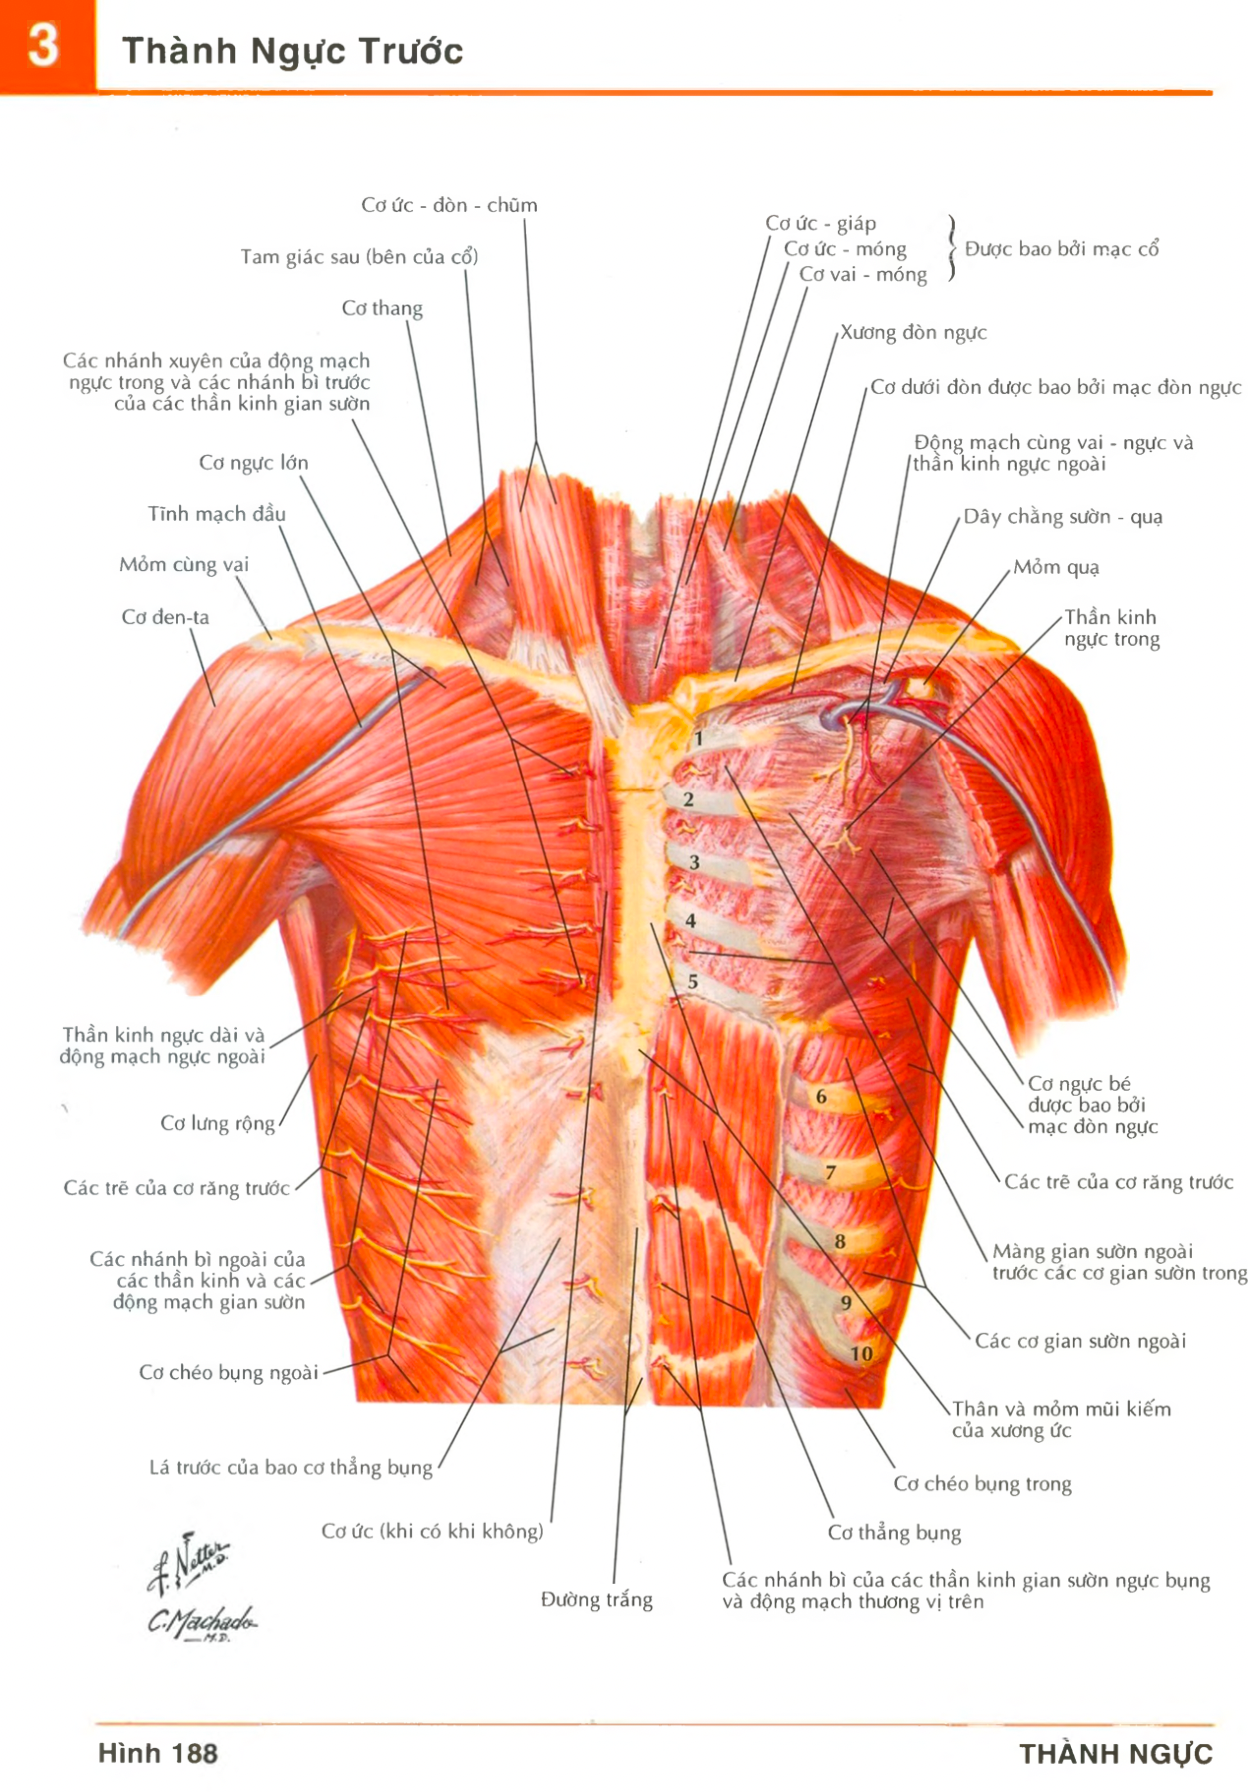 3
Thành Ngực Trước
Cơ ức - đòn - chũm
Tam giác sau (bên của cổ)
Cơ thang
Các nhánh xuyên của động mạch
ngực trong và các nhánh bì trước
của các thần kinh gian sườn
Cơ ngực lớn
Tĩnh mạch đầu
Mỏm cùng vai
Cơ đen-ta
Cơ ức - giáp
Cơ ức - móng
Cơ vai - móng
Được bao bởi mạc cổ
Xương đòn ngực
Cơ dưới đòn được bao bởi mạc đòn ngực
Động mạch cùng vai - ngực và
thần kinh ngực ngoài
Dây chằng sườn - quạ
Mỏm quạ
Thần kinh
ngực trong
1
2
3
4
5
6
7
8
9
10
Thần kinh ngực dài và
động mạch ngực ngoài
Cơ lưng rộng
Các trẽ của cơ răng trước
Các nhánh bì ngoài của
các thần kinh và các
động mạch gian sườn
Cơ chéo bụng ngoài
Lá trước của bao cơ thẳng bụng
Cơ ức (khi có khi không)
Đường trắng
Cơ ngực bé
được bao bởi
mạc đòn ngực
Các trẽ của cơ răng trước
Màng gian sườn ngoài
trước các cơ gian sườn trong
Các cơ gian sườn ngoài
Thân và mỏm mũi kiếm
của xương ức
Cơ chéo bụng trong
Cơ thẳng bụng
Các nhánh bì của các thần kinh gian sườn ngực bụng
và động mạch thương vị trên
F. Netter
M.D.
C. Machado
M.D.
Hình 188
THÀNH NGỰC